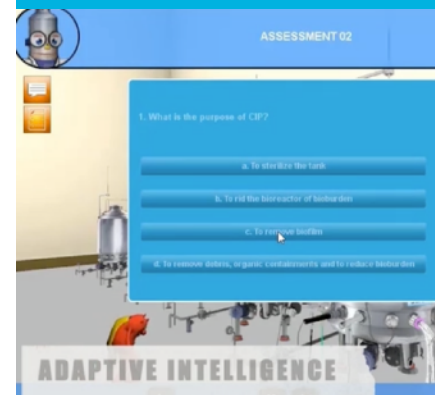 ASSESSMENT 02
1. What is the purpose of CIP?
a. To sterilize the tank
b. To rid the bioreactor of bioburden
c. To remove biofilm
d. To remove debris, organic containments and to reduce bioburden
ADAPTIVE INTELLIGENCE